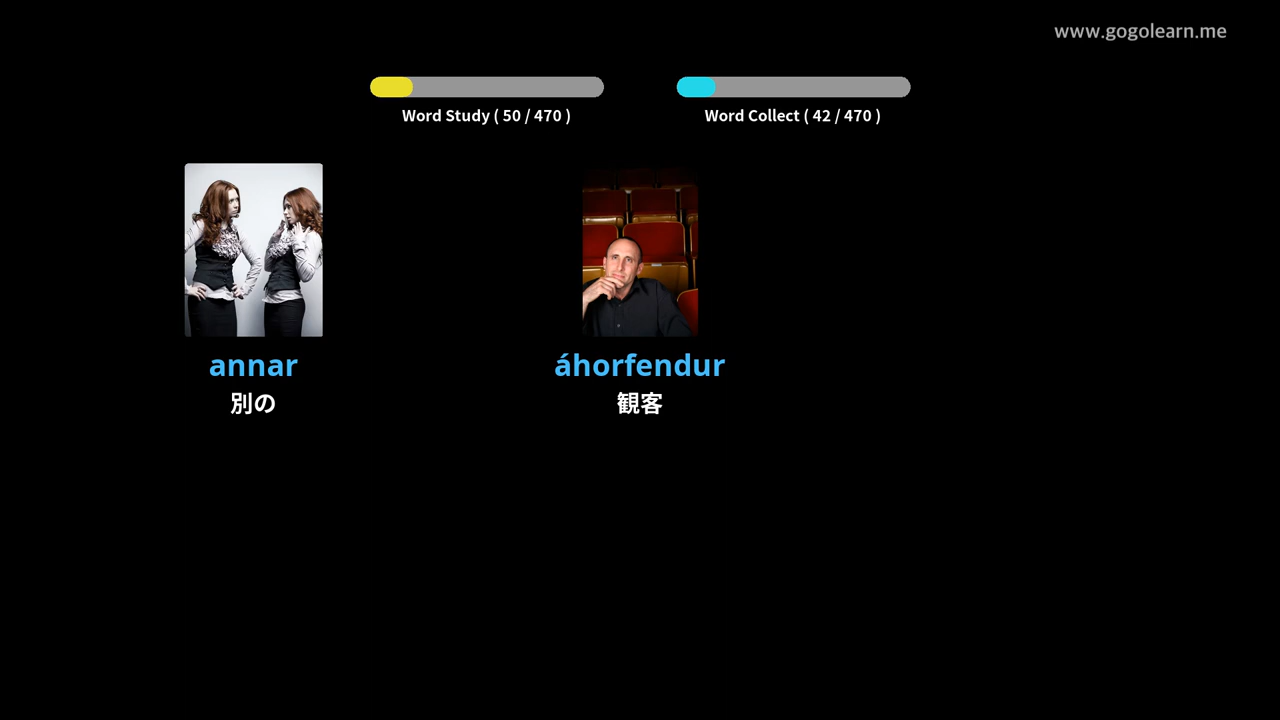 www.gogolearn.me
Word Study ( 50 / 470 )
Word Collect ( 42 / 470 )
annar
別の
áhorfendur
観客